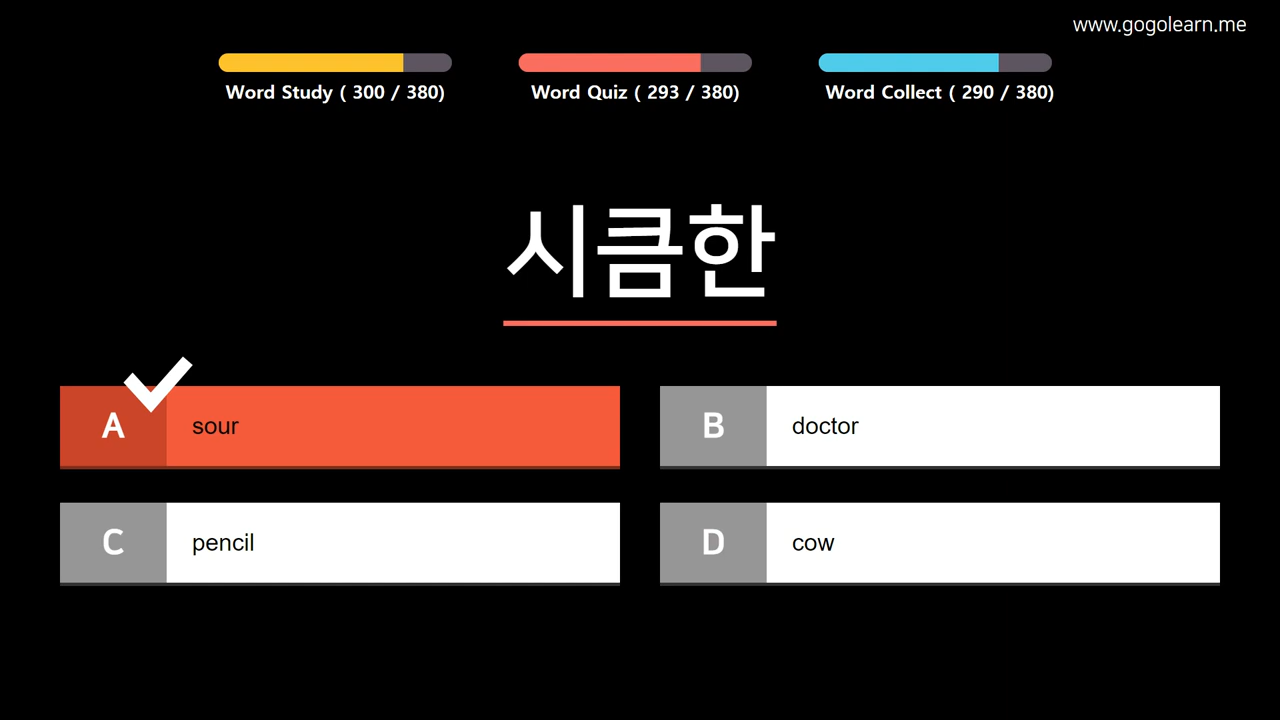 www.gogolearn.me
Word Study ( 300 / 380)
Word Quiz ( 293 / 380)
Word Collect ( 290 / 380)
시큼한
A sour
B doctor
C pencil
D cow